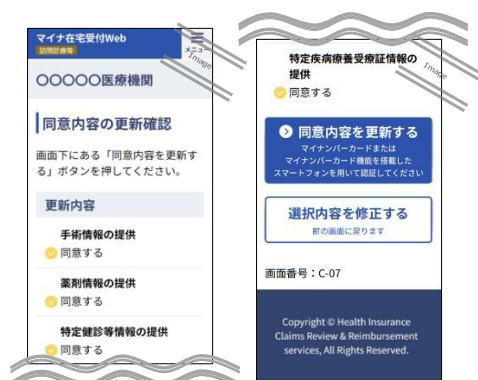 マイナ在宅受付Web
訪問診療等
メニュー
Image
〇〇〇〇〇医療機関
同意内容の更新確認
画面下にある「同意内容を更新す
る」ボタンを押してください。
更新内容
手術情報の提供
同意する
薬剤情報の提供
同意する
特定健診等情報の提供
同意する
Image
特定疾病療養受療証情報の
提供
同意する
同意内容を更新する
マイナンバーカードまたは
マイナンバーカード機能を搭載した
スマートフォンを用いて認証してください
選択内容を修正する
前の画面に戻ります
画面番号：C-07
Copyright © Health Insurance
Claims Review & Reimbursement
services, All Rights Reserved.